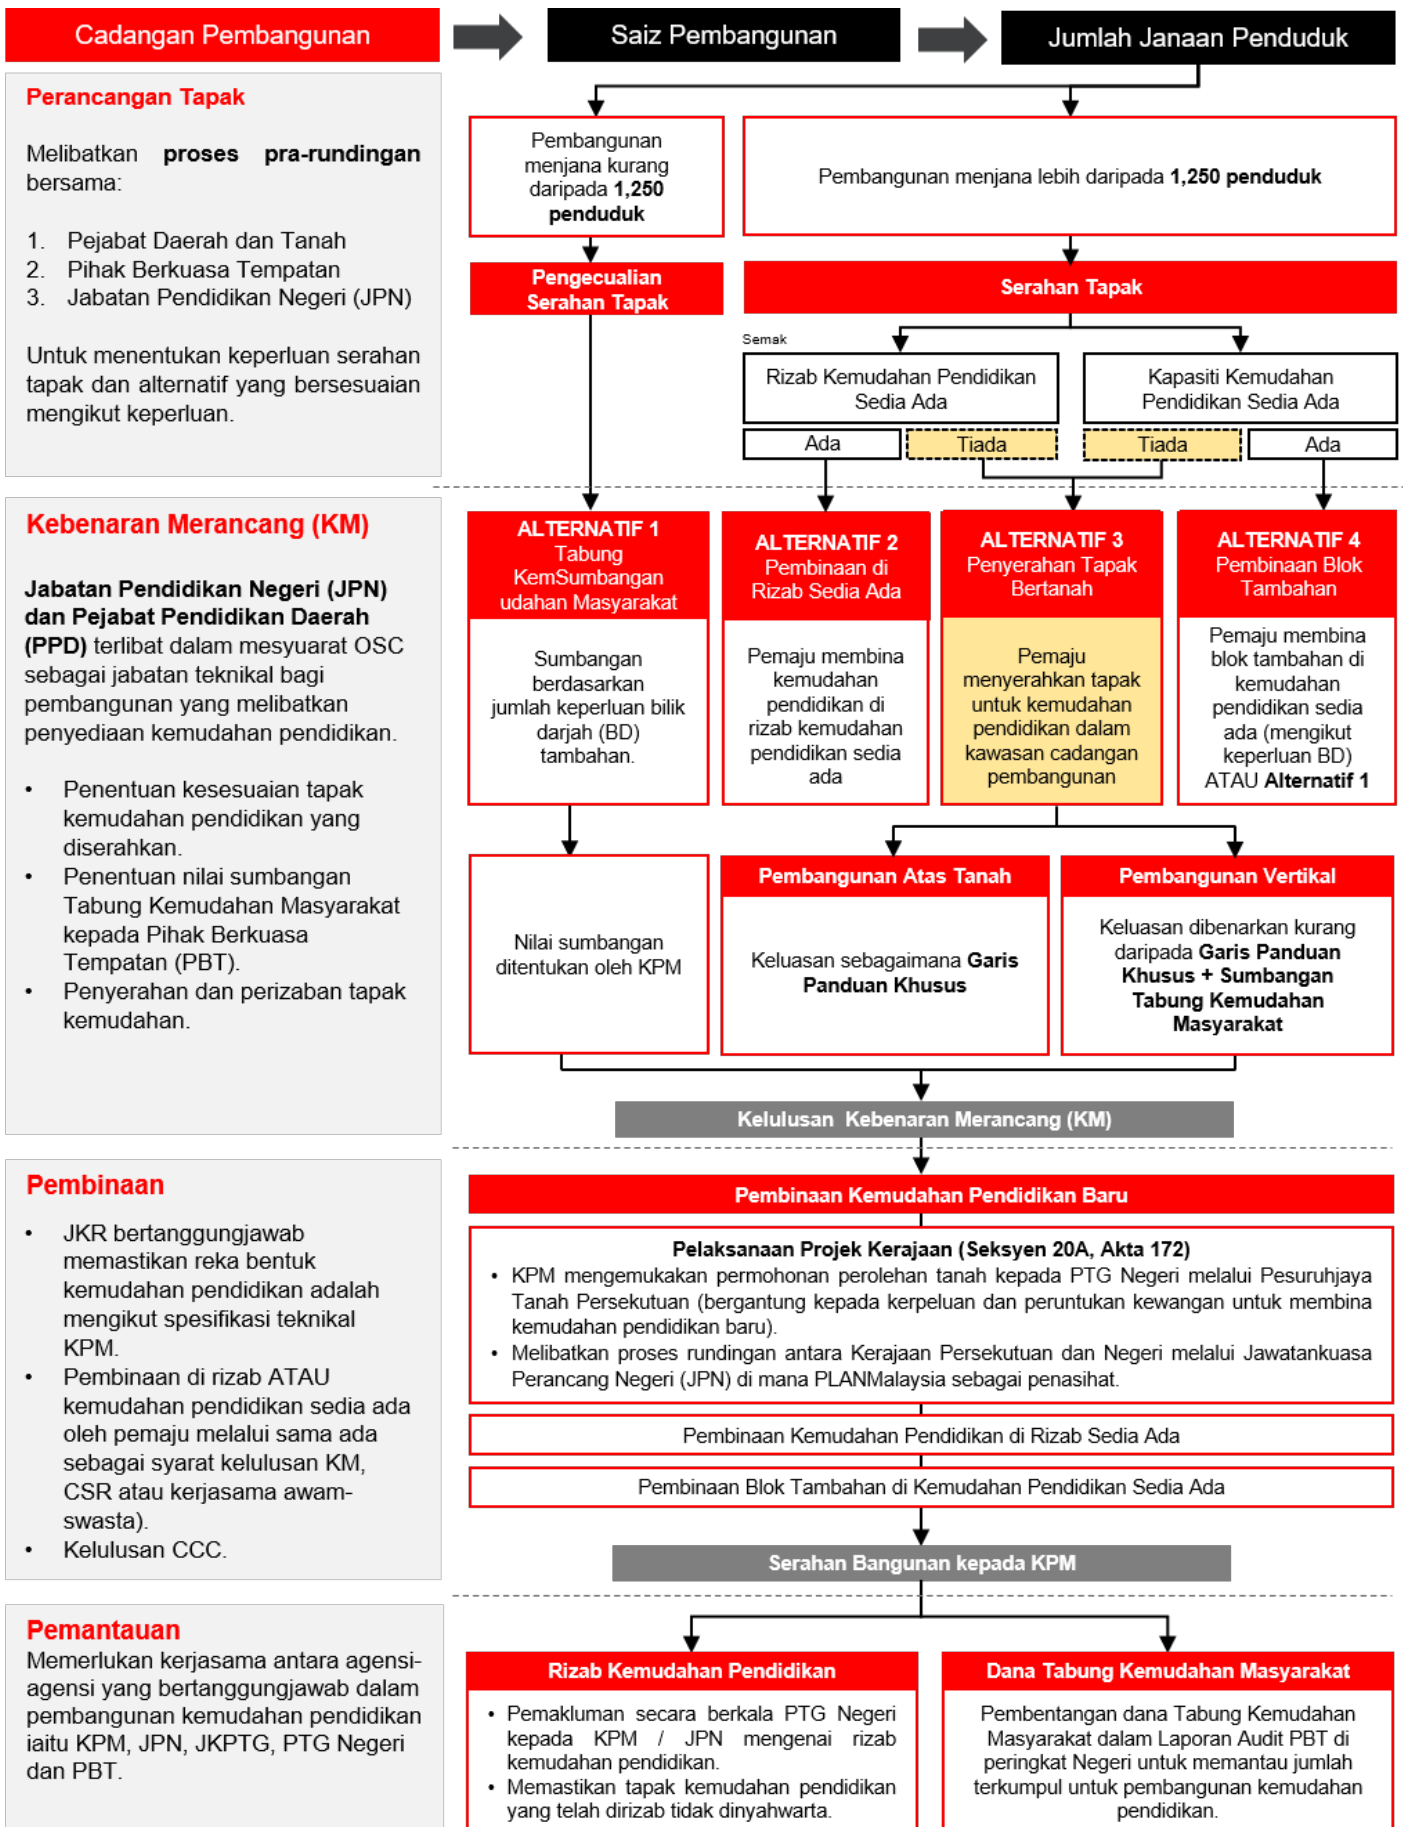 Cadangan Pembangunan
Saiz Pembangunan
Jumlah Janaan Penduduk
Perancangan Tapak
Melibatkan proses pra-rundingan
bersama:
1. Pejabat Daerah dan Tanah
2. Pihak Berkuasa Tempatan
3. Jabatan Pendidikan Negeri (JPN)
Untuk menentukan keperluan serahan
tapak dan alternatif yang bersesuaian
mengikut keperluan.
Pembangunan
menjana kurang
daripada 1,250
penduduk
Pembangunan menjana lebih daripada 1,250 penduduk
Pengecualian
Serahan Tapak
Serahan Tapak
Semak
Rizab Kemudahan Pendidikan
Sedia Ada
Kapasiti Kemudahan
Pendidikan Sedia Ada
Ada
Tiada
Tiada
Ada
Kebenaran Merancang (KM)
Jabatan Pendidikan Negeri (JPN)
dan Pejabat Pendidikan Daerah
(PPD) terlibat dalam mesyuarat OSC
sebagai jabatan teknikal bagi
pembangunan yang melibatkan
penyediaan kemudahan pendidikan.
• Penentuan kesesuaian tapak
kemudahan pendidikan yang
diserahkan.
• Penentuan nilai sumbangan
Tabung Kemudahan Masyarakat
kepada Pihak Berkuasa
Tempatan (PBT).
• Penyerahan dan perizaban tapak
kemudahan.
ALTERNATIF 1
Tabung
KemSumbangan
udahan Masyarakat
Sumbangan
berdasarkan
jumlah keperluan bilik
darjah (BD)
tambahan.
ALTERNATIF 2
Pembinaan di
Rizab Sedia Ada
Pemaju membina
kemudahan
pendidikan di
rizab kemudahan
pendidikan sedia
ada
ALTERNATIF 3
Penyerahan Tapak
Bertanah
Pemaju
menyerahkan tapak
untuk kemudahan
pendidikan dalam
kawasan cadangan
pembangunan
ALTERNATIF 4
Pembinaan Blok
Tambahan
Pemaju membina
blok tambahan di
kemudahan
pendidikan sedia
ada (mengikut
keperluan BD)
ATAU Alternatif 1
Nilai sumbangan
ditentukan oleh KPM
Pembangunan Atas Tanah
Keluasan sebagaimana Garis
Panduan Khusus
Pembangunan Vertikal
Keluasan dibenarkan kurang
daripada Garis Panduan
Khusus + Sumbangan
Tabung Kemudahan
Masyarakat
Kelulusan Kebenaran Merancang (KM)
Pembinaan
• JKR bertanggungjawab
memastikan reka bentuk
kemudahan pendidikan adalah
mengikut spesifikasi teknikal
KPM.
• Pembinaan di rizab ATAU
kemudahan pendidikan sedia ada
oleh pemaju melalui sama ada
sebagai syarat kelulusan KM,
CSR atau kerjasama awam-
swasta).
• Kelulusan CCC.
Pembinaan Kemudahan Pendidikan Baru
Pelaksanaan Projek Kerajaan (Seksyen 20A, Akta 172)
• KPM mengemukakan permohonan perolehan tanah kepada PTG Negeri melalui Pesuruhjaya
Tanah Persekutuan (bergantung kepada kerpeluan dan peruntukan kewangan untuk membina
kemudahan pendidikan baru).
• Melibatkan proses rundingan antara Kerajaan Persekutuan dan Negeri melalui Jawatankuasa
Perancang Negeri (JPN) di mana PLANMalaysia sebagai penasihat.
Pembinaan Kemudahan Pendidikan di Rizab Sedia Ada
Pembinaan Blok Tambahan di Kemudahan Pendidikan Sedia Ada
Serahan Bangunan kepada KPM
Pemantauan
Memerlukan kerjasama antara agensi-
agensi yang bertanggungjawab dalam
pembangunan kemudahan pendidikan
iaitu KPM, JPN, JKPTG, PTG Negeri
dan PBT.
Rizab Kemudahan Pendidikan
• Pemakluman secara berkala PTG Negeri
kepada KPM / JPN mengenai rizab
kemudahan pendidikan.
• Memastikan tapak kemudahan pendidikan
yang telah dirizab tidak dinyahwarta.
Dana Tabung Kemudahan Masyarakat
Pembentangan dana Tabung Kemudahan
Masyarakat dalam Laporan Audit PBT di
peringkat Negeri untuk memantau jumlah
terkumpul untuk pembangunan kemudahan
pendidikan.